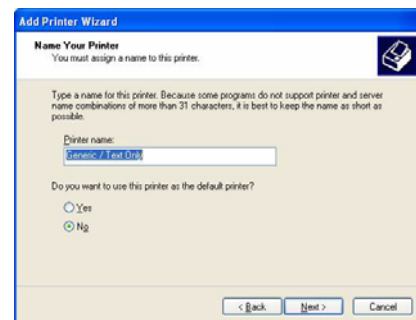 Add Printer Wizard
Name Your Printer
You must assign a name to this printer.
Type a name for this printer. Because some programs do not support printer and server
name combinations of more than 31 characters, it is best to keep the name as short as
possible.
Printer name:
Generic / Text Only
Do you want to use this printer as the default printer?
Yes
No
< Back
Next >
Cancel